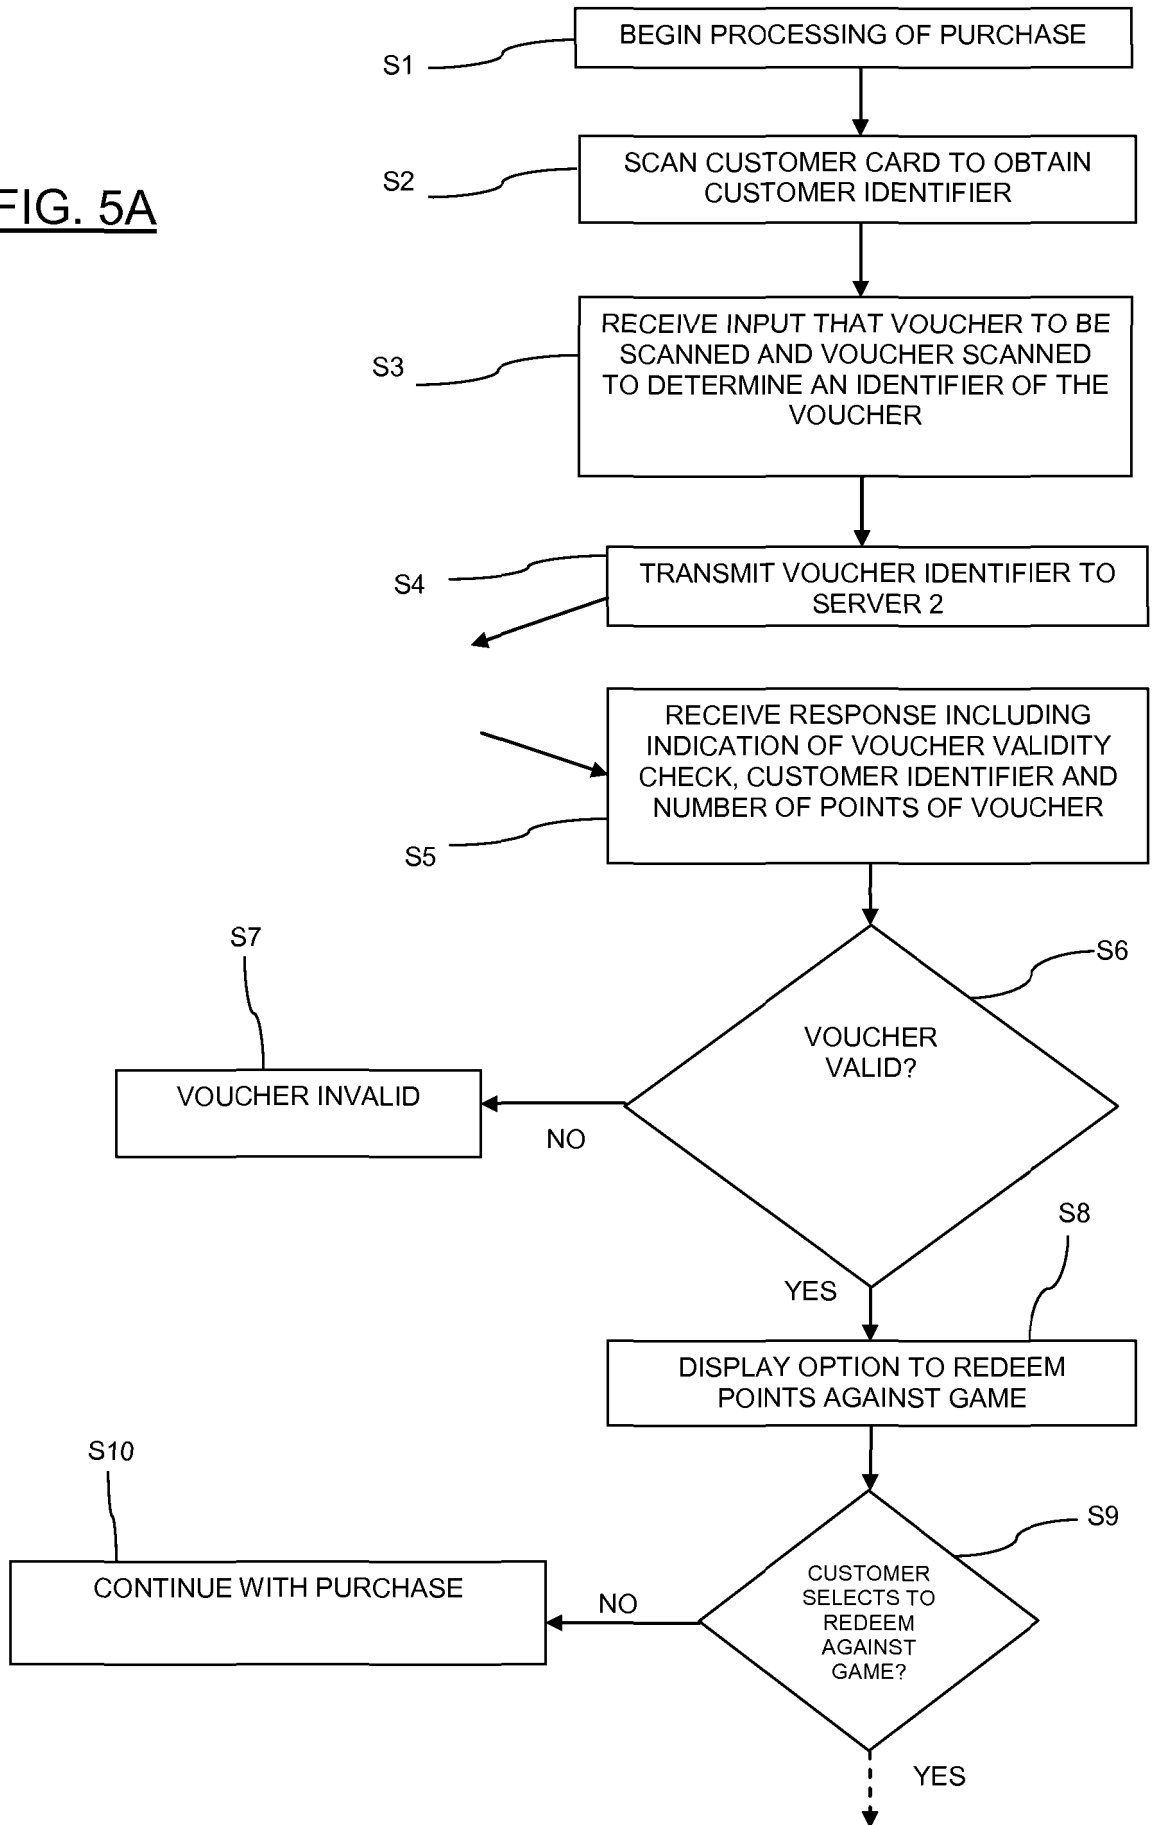 BEGIN PROCESSING OF PURCHASE
S1
SCAN CUSTOMER CARD TO OBTAIN
CUSTOMER IDENTIFIER
S2
FIG. 5A
RECEIVE INPUT THAT VOUCHER TO BE
SCANNED AND VOUCHER SCANNED
TO DETERMINE AN IDENTIFIER OF THE
VOUCHER
S3
TRANSMIT VOUCHER IDENTIFIER TO
SERVER 2
S4
RECEIVE RESPONSE INCLUDING
INDICATION OF VOUCHER VALIDITY
CHECK, CUSTOMER IDENTIFIER AND
NUMBER OF POINTS OF VOUCHER
S5
S7
S6
VOUCHER
VALID?
VOUCHER INVALID
NO
S8
YES
DISPLAY OPTION TO REDEEM
POINTS AGAINST GAME
S10
S9
CUSTOMER
SELECTS TO
REDEEM
AGAINST
GAME?
CONTINUE WITH PURCHASE
NO
YES